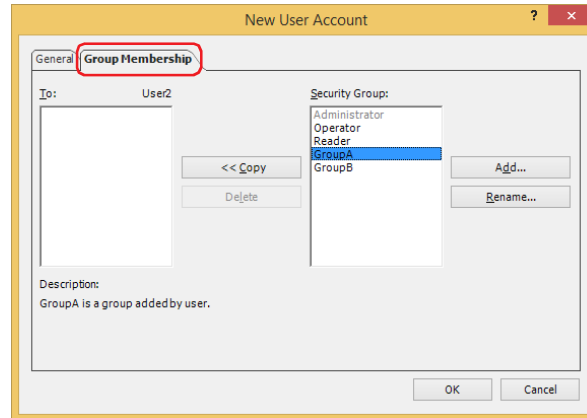 New User Account
? ×
General Group Membership
To: User2 Security Group:
Administrator
Operator
Reader
GroupA
GroupB
<< Copy
Delete
Add...
Rename...
Description:
GroupA is a group added by user.
OK Cancel